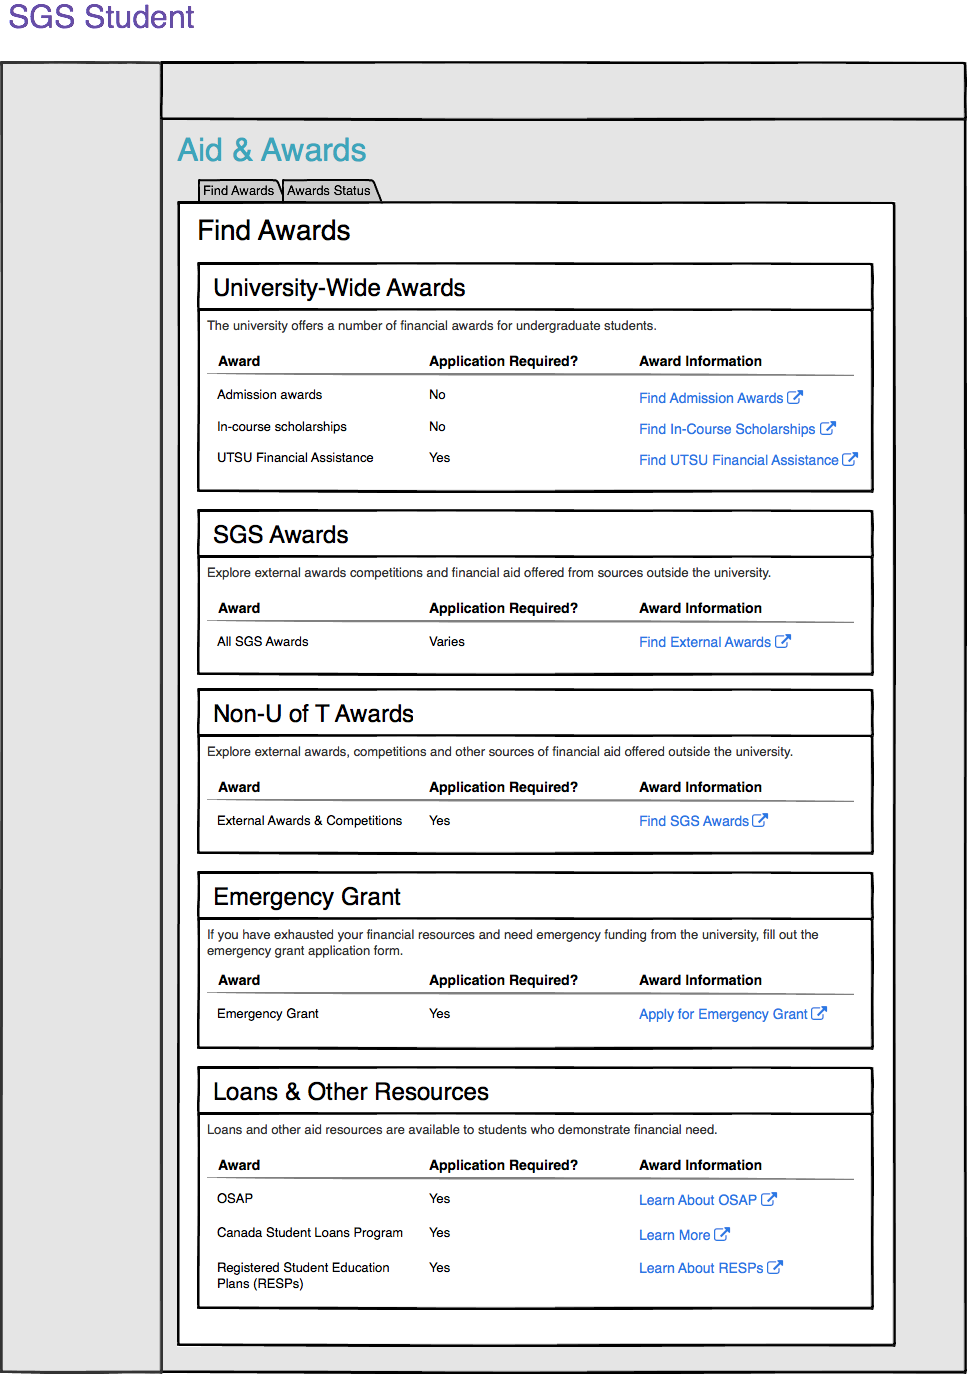 SGS Student
Aid & Awards
Find Awards Awards Status
Find Awards
University-Wide Awards
The university offers a number of financial awards for undergraduate students.
Award Application Required? Award Information
Admission awards No Find Admission Awards
In-course scholarships No Find In-Course Scholarships
UTSU Financial Assistance Yes Find UTSU Financial Assistance
SGS Awards
Explore external awards competitions and financial aid offered from sources outside the university.
Award Application Required? Award Information
All SGS Awards Varies Find External Awards
Non-U of T Awards
Explore external awards, competitions and other sources of financial aid offered outside the university.
Award Application Required? Award Information
External Awards & Competitions Yes Find SGS Awards
Emergency Grant
If you have exhausted your financial resources and need emergency funding from the university, fill out the
emergency grant application form.
Award Application Required? Award Information
Emergency Grant Yes Apply for Emergency Grant
Loans & Other Resources
Loans and other aid resources are available to students who demonstrate financial need.
Award Application Required? Award Information
OSAP Yes Learn About OSAP
Canada Student Loans Program Yes Learn More
Registered Student Education Yes Learn About RESPs
Plans (RESPs)